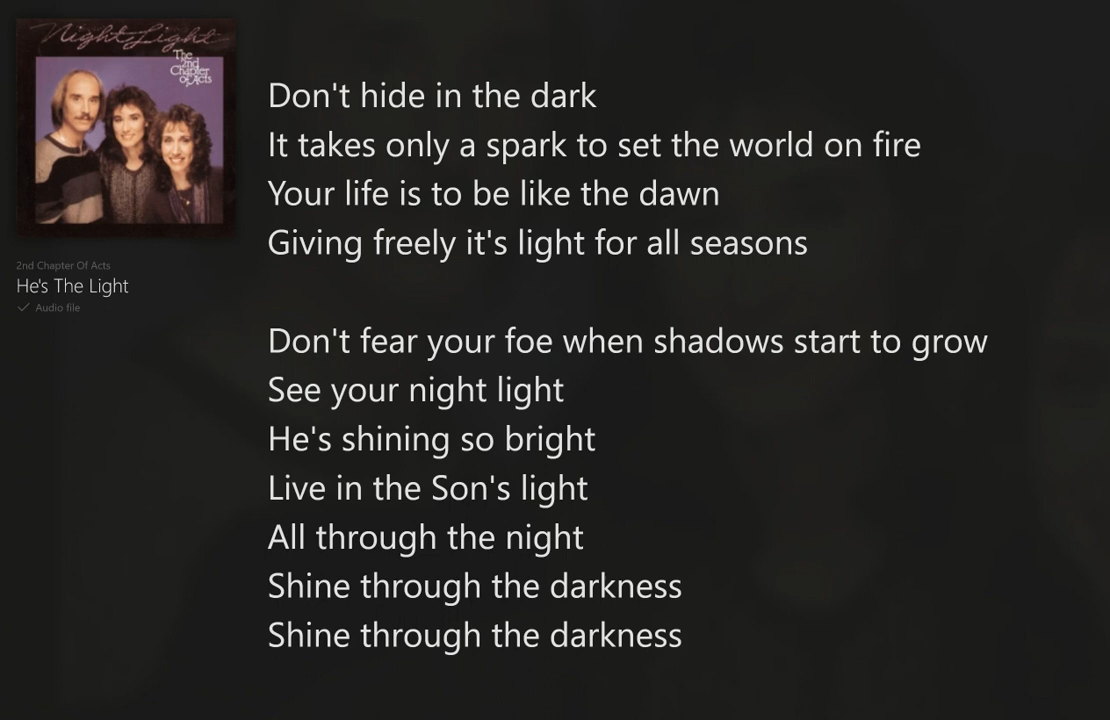 Night Light
The
2nd
Chapter
of Acts
2nd Chapter Of Acts
He's The Light
Audio file
Don't hide in the dark
It takes only a spark to set the world on fire
Your life is to be like the dawn
Giving freely it's light for all seasons
Don't fear your foe when shadows start to grow
See your night light
He's shining so bright
Live in the Son's light
All through the night
Shine through the darkness
Shine through the darkness